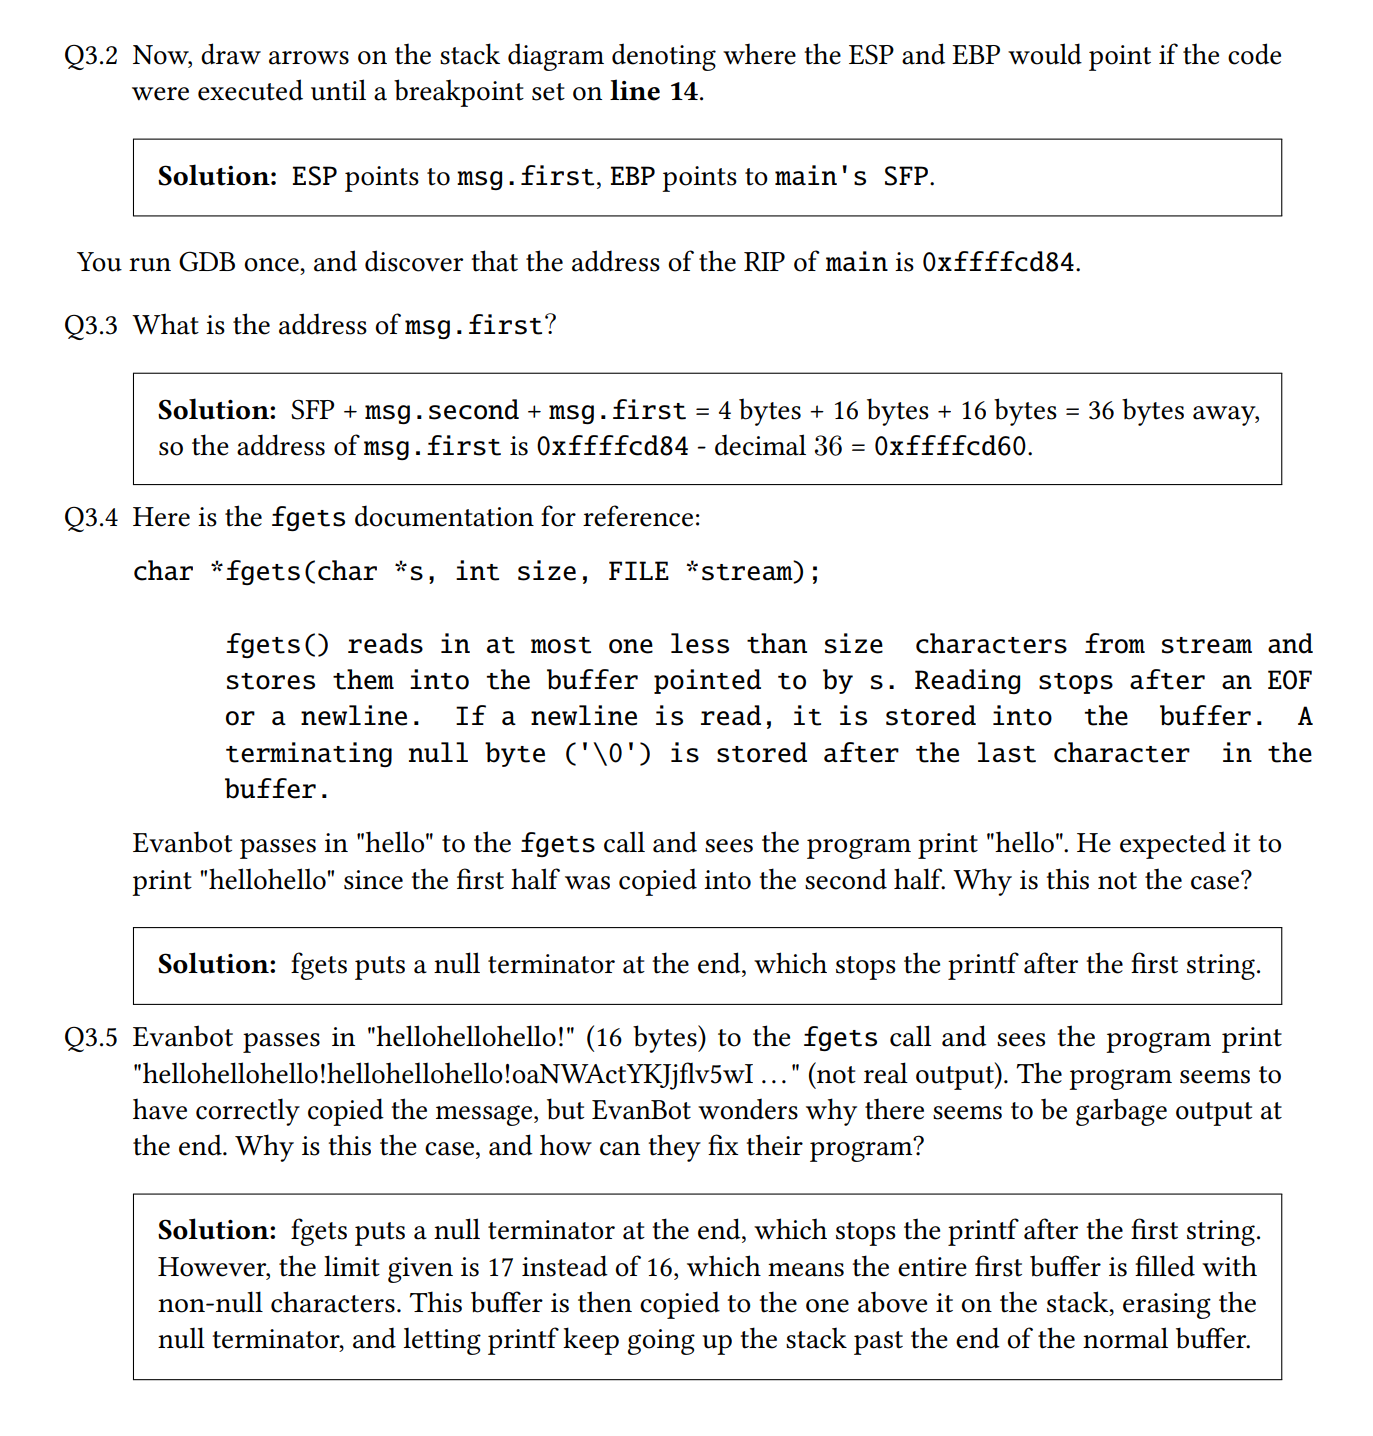 Q3.2 Now, draw arrows on the stack diagram denoting where the ESP and EBP would point if the code
were executed until a breakpoint set on line 14.
Solution: ESP points to msg.first, EBP points to main's SFP.
You run GDB once, and discover that the address of the RIP of main is 0xffffcd84.
Q3.3 What is the address of msg.first?
Solution: SFP + msg.second + msg.first = 4 bytes + 16 bytes + 16 bytes = 36 bytes away,
so the address of msg.first is 0xffffcd84 - decimal 36 = 0xffffcd60.
Q3.4 Here is the fgets documentation for reference:
char *fgets(char *s, int size, FILE *stream);
fgets() reads in at most one less than size characters from stream and
stores them into the buffer pointed to by s. Reading stops after an EOF
or a newline. If a newline is read, it is stored into the buffer. A
terminating null byte ('\0') is stored after the last character in the
buffer.
Evanbot passes in "hello" to the fgets call and sees the program print "hello". He expected it to
print "hellohello" since the first half was copied into the second half. Why is this not the case?
Solution: fgets puts a null terminator at the end, which stops the printf after the first string.
Q3.5 Evanbot passes in "hellohellohello!" (16 bytes) to the fgets call and sees the program print
"hellohellohello!hellohellohello!oaNWActYKJjflv5wI ..." (not real output). The program seems to
have correctly copied the message, but EvanBot wonders why there seems to be garbage output at
the end. Why is this the case, and how can they fix their program?
Solution: fgets puts a null terminator at the end, which stops the printf after the first string.
However, the limit given is 17 instead of 16, which means the entire first buffer is filled with
non-null characters. This buffer is then copied to the one above it on the stack, erasing the
null terminator, and letting printf keep going up the stack past the end of the normal buffer.